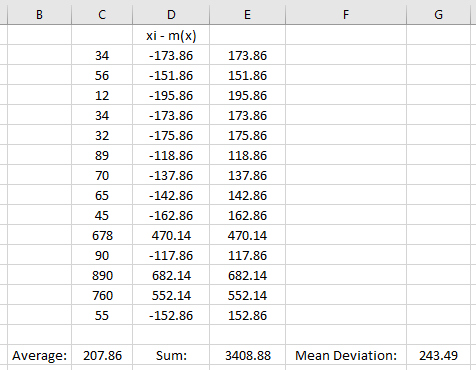 B C D E F G
xi - m(x)
34 -173.86 173.86
56 -151.86 151.86
12 -195.86 195.86
34 -173.86 173.86
32 -175.86 175.86
89 -118.86 118.86
70 -137.86 137.86
65 -142.86 142.86
45 -162.86 162.86
678 470.14 470.14
90 -117.86 117.86
890 682.14 682.14
760 552.14 552.14
55 -152.86 152.86
Average: 207.86 Sum: 3408.88 Mean Deviation: 243.49